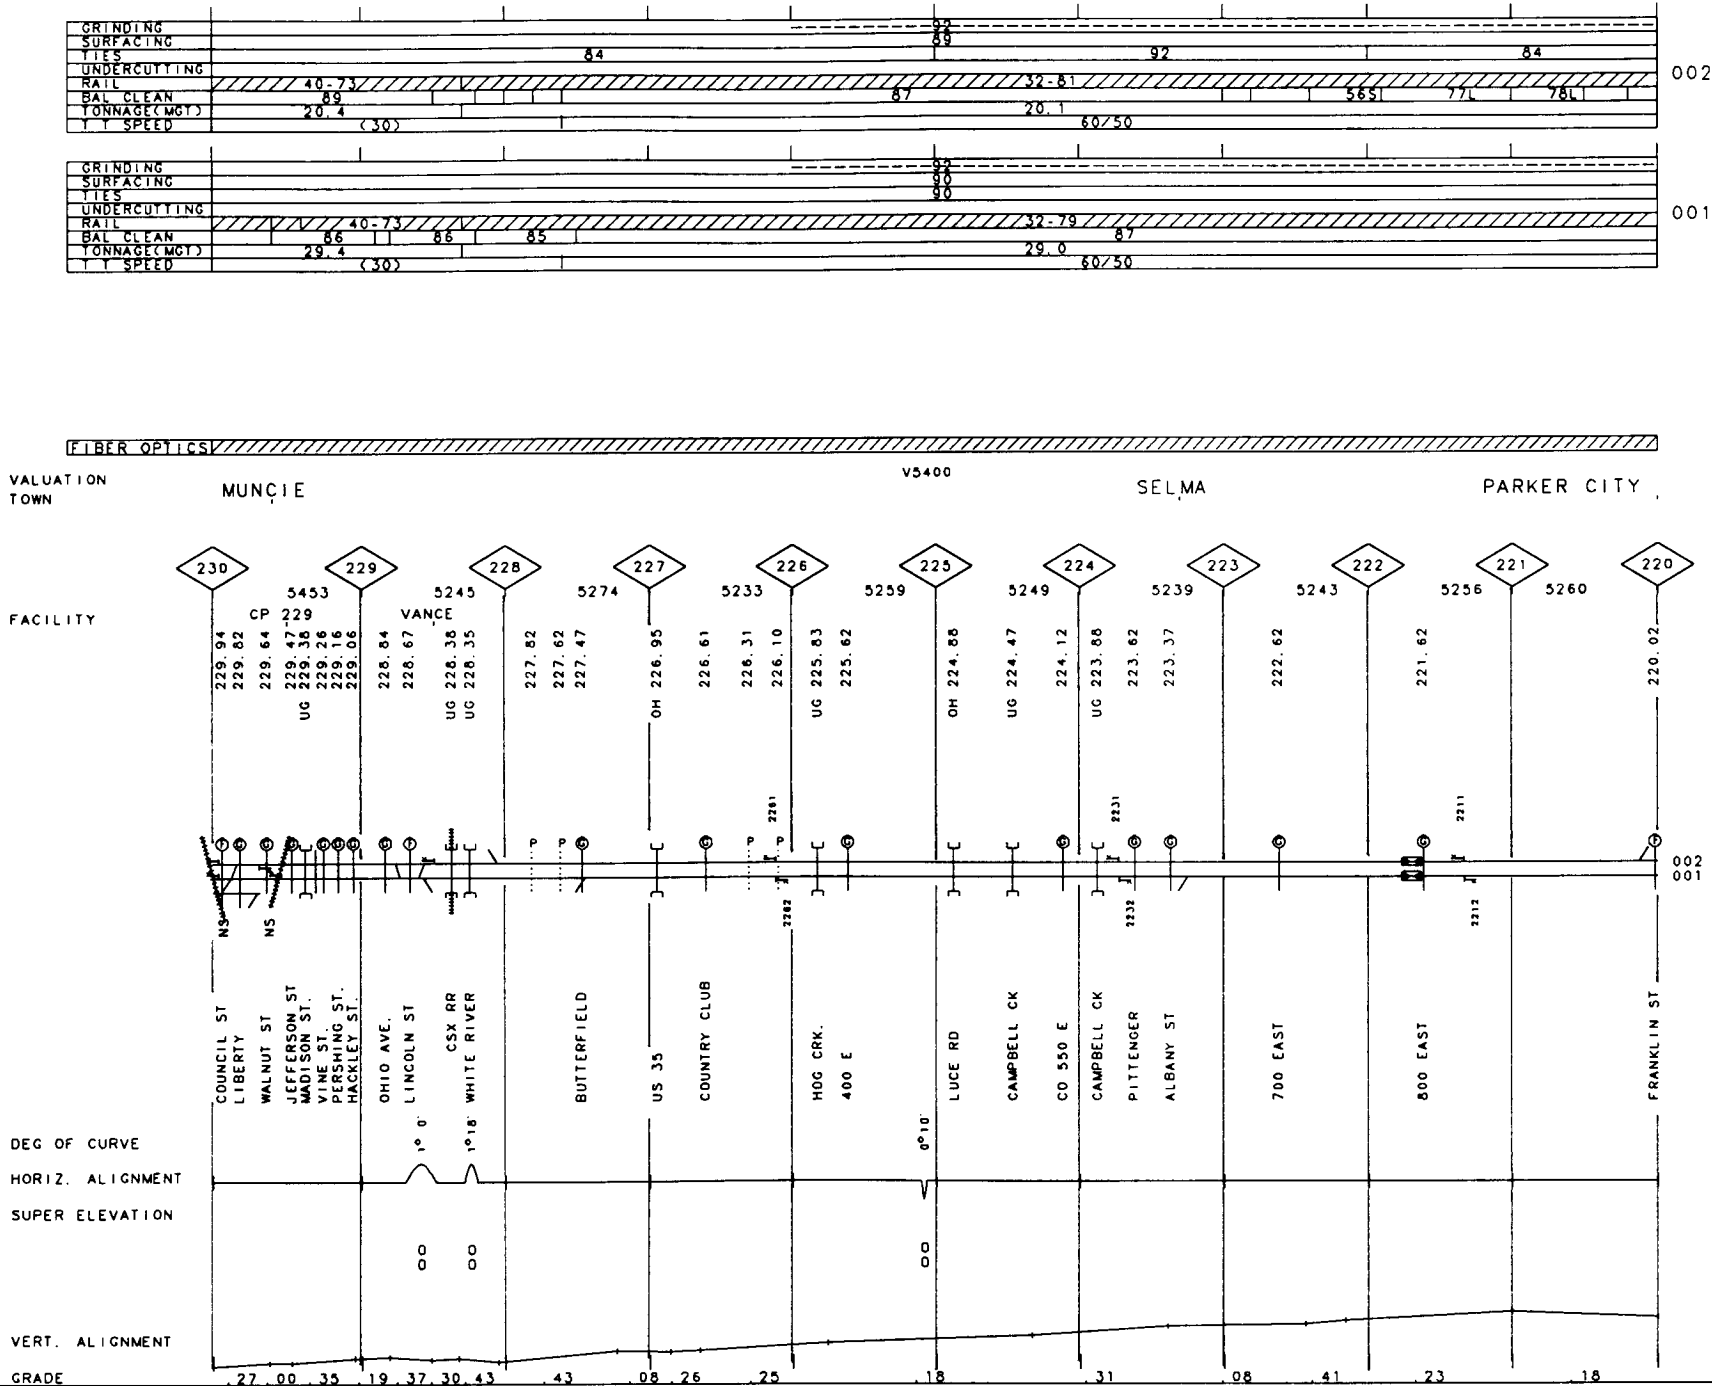 GRINDING 92
SURFACING 89
TIES 84 92 84
UNDERCUTTING
RAIL 40-73 32-81 002
BAL CLEAN 89 87 56S 77L 78L
TONNAGE(MGT) 20.4 20.1
T T SPEED (30) 60/50
GRINDING 92
SURFACING 90
TIES 90
UNDERCUTTING
RAIL 40-73 32-79 001
BAL CLEAN 86 86 85 87
TONNAGE(MGT) 29.4 29.0
T T SPEED (30) 60/50
FIBER OPTICS
VALUATION V5400
TOWN MUNCIE SELMA PARKER CITY
230 229 228 227 226 225 224 223 222 221 220
5453 5245 5274 5233 5259 5249 5239 5243 5256 5260
FACILITY CP 229 VANCE
229.94
229.82
229.64
229.47
UG 229.38
229.26
229.16
229.06
228.84
228.67
UG 228.38
UG 228.35
227.82
227.62
227.47
OH 226.95
226.61
226.31
226.10
UG 225.83
225.62
OH 224.88
UG 224.47
224.12
UG 223.88
223.62
223.37
222.62
221.62
220.02
2261 2231 2211
F G G G G G G G F P P G G P P G G G G G G F
002
001
NS NS 2262 2232 2212
COUNCIL ST
LIBERTY
WALNUT ST
JEFFERSON ST
MADISON ST.
VINE ST.
PERSHING ST.
HACKLEY ST.
OHIO AVE.
LINCOLN ST
CSX RR
WHITE RIVER
BUTTERFIELD
US 35
COUNTRY CLUB
HOG CRK.
400 E
LUCE RD
CAMPBELL CK
CO 550 E
CAMPBELL CK
PITTENGER
ALBANY ST
700 EAST
800 EAST
FRANKLIN ST
DEG OF CURVE 1° 0' 1°18' 0°10'
HORIZ. ALIGNMENT
SUPER ELEVATION
0 0 0
0 0 0
VERT. ALIGNMENT
GRADE .27 .00 .35 .19 .37 .30 .43 .43 .08 .26 .25 .18 .31 .08 .41 .23 .18